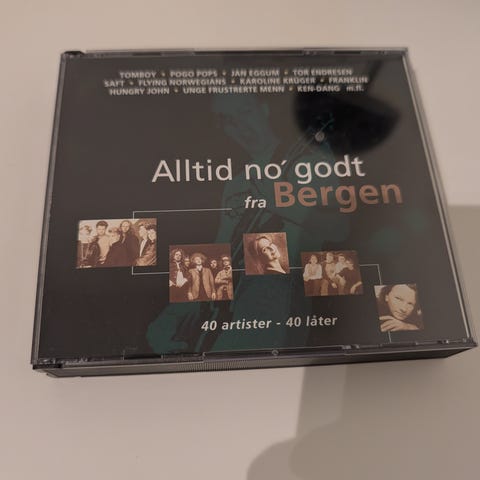 TOMBOY • POGO POPS • JAN EGGUM • TOR ENDRESEN
SAFT • FLYING NORWEGIANS • KAROLINE KRÜGER • FRANKLIN
HUNGRY JOHN • UNGE FRUSTRERTE MENN • KEN-DANG m.fl.
Alltid no´ godt
fra Bergen
40 artister - 40 låter